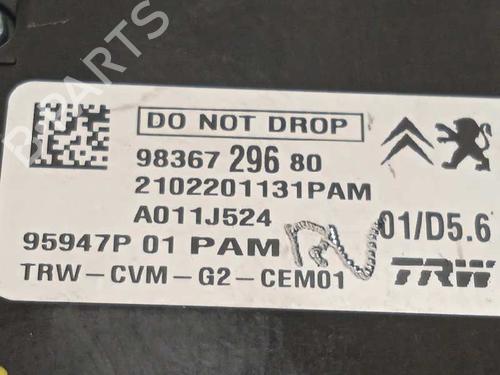 DO NOT DROP
98367 296 80
2102201131PAM
A011J524
01/D5.6
95947P 01 PAM
TRW-CVM-G2-CEM01
TRW
B-PARTS